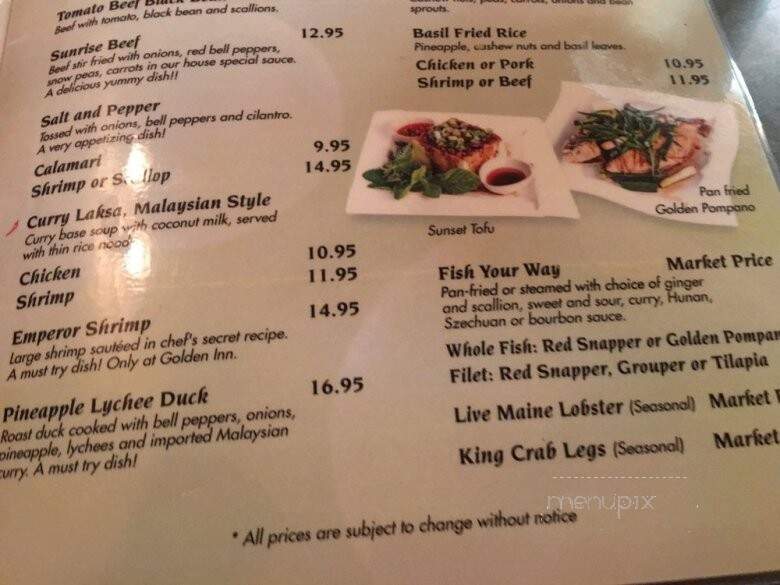 Tomato Beef Black
Beef with tomato, black bean and scallions.
Sunrise Beef 12.95
Beef stir fried with onions, red bell peppers,
snow peas, carrots in our house special sauce.
A delicious yummy dish!!
Salt and Pepper
Tossed with onions, bell peppers and cilantro.
A very appetizing dish!
Calamari 9.95
Shrimp or Scallop 14.95
Curry Laksa, Malaysian Style
Curry base soup with coconut milk, served
with thin rice nood
Chicken 10.95
Shrimp 11.95
Emperor Shrimp 14.95
Large shrimp sautéed in chef's secret recipe.
A must try dish! Only at Golden Inn.
Pineapple Lychee Duck 16.95
Roast duck cooked with bell peppers, onions,
pineapple, lychees and imported Malaysian
curry. A must try dish!
carrots, onions and bean
sprouts.
Basil Fried Rice
Pineapple, cashew nuts and basil leaves.
Chicken or Pork 10.95
Shrimp or Beef 11.95
Sunset Tofu
Pan fried
Golden Pompano
Fish Your Way Market Price
Pan-fried or steamed with choice of ginger
and scallion, sweet and sour, curry, Hunan,
Szechuan or bourbon sauce.
Whole Fish: Red Snapper or Golden Pompan
Filet: Red Snapper, Grouper or Tilapia
Live Maine Lobster (Seasonal) Market P
King Crab Legs (Seasonal) Market
menupix
* All prices are subject to change without notice